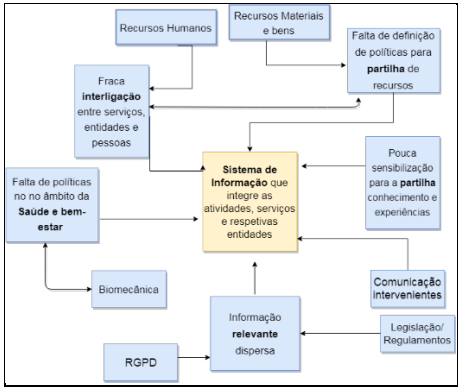 Recursos Humanos
Recursos Materiais
e bens
Falta de definição
de políticas para
partilha de
recursos
Fraca
interligação
entre serviços,
entidades e
pessoas
Sistema de
Informação que
integre as
atividades, serviços
e respetivas
entidades
Pouca
sensibilização
para a partilha
conhecimento e
experiências
Falta de políticas
no no âmbito da
Saúde e bem-
estar
Biomecânica
Comunicação
intervenientes
Informação
relevante
dispersa
Legislação/
Regulamentos
RGPD